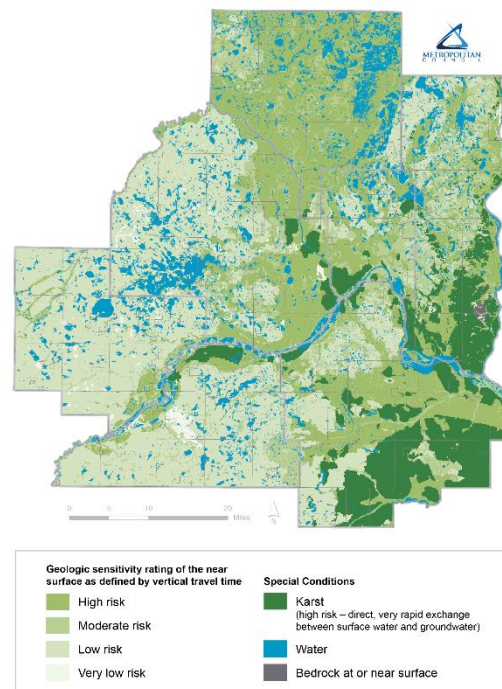 METROPOLITAN
COUNCIL
0 5 10 20
Miles
N
Geologic sensitivity rating of the near
surface as defined by vertical travel time
High risk
Moderate risk
Low risk
Very low risk
Special Conditions
Karst
(high risk – direct, very rapid exchange
between surface water and groundwater)
Water
Bedrock at or near surface